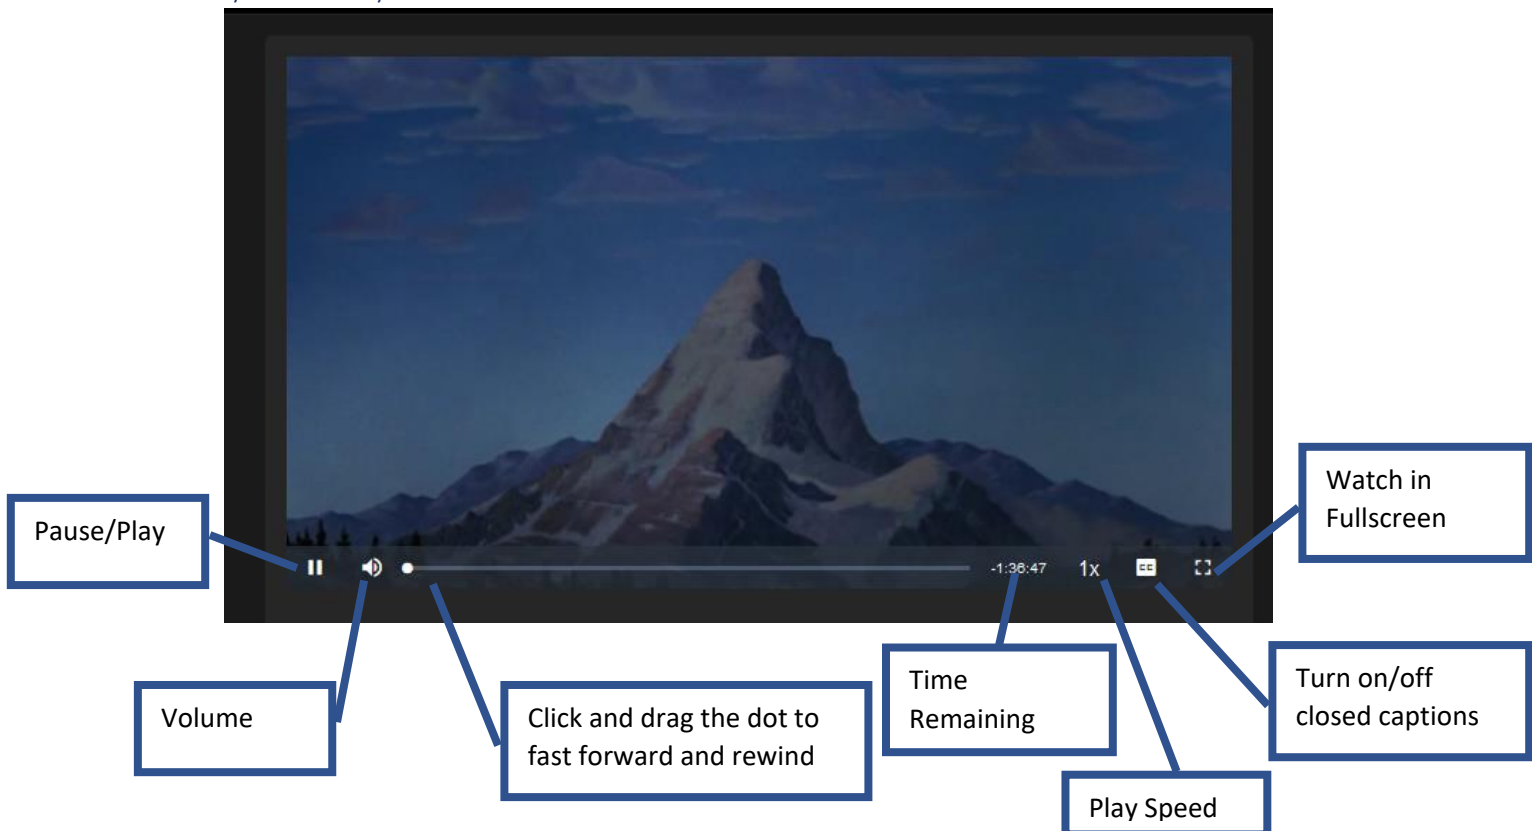 Watch in
Fullscreen
Pause/Play
-1:36:47 1x CC
Time
Remaining
Turn on/off
closed captions
Volume
Click and drag the dot to
fast forward and rewind
Play Speed